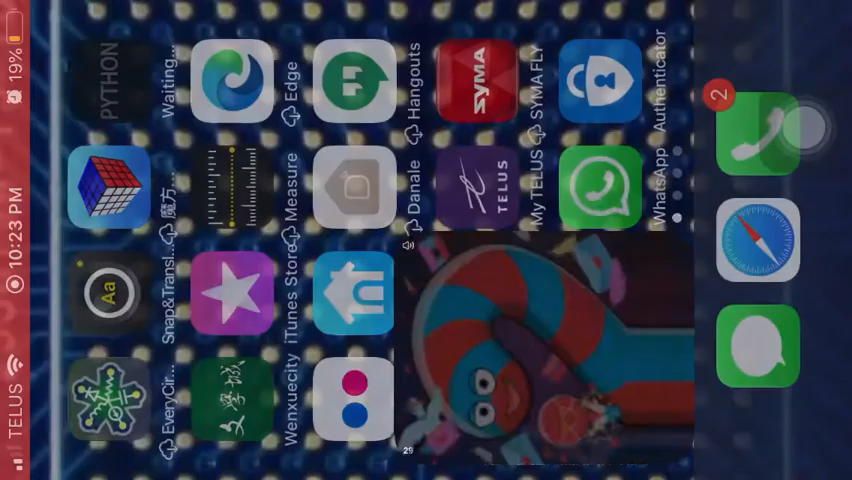 TELUS 10:23 PM 19%
Aa PYTHON
EveryCir... Snap&Transl... 魔方... Waiting...
文學城
Wenxuecity iTunes Store Measure Edge
Danale Hangouts
TELUS SYMA
My TELUS SYMA FLY
WhatsApp Authenticator
29
2